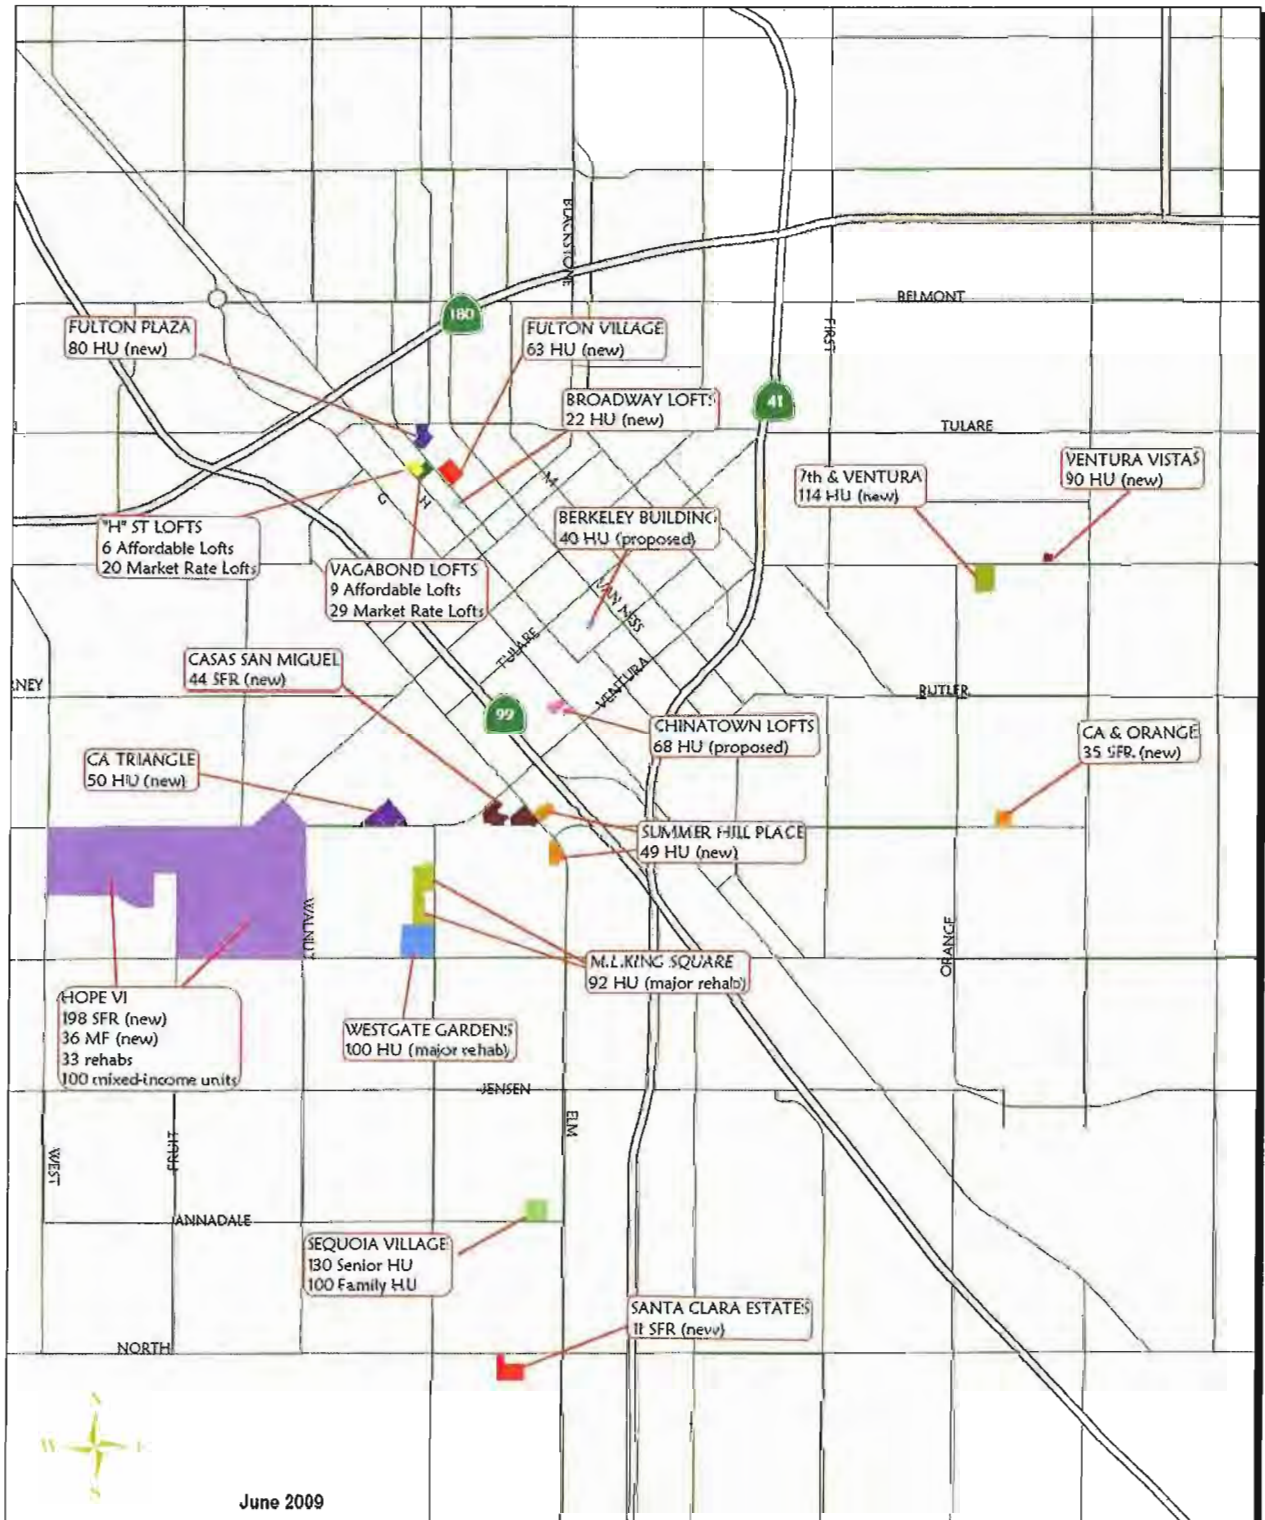 BLACKSTONE
BELMONT
180
FULTON PLAZA
80 HU (new)
FULTON VILLAGE
63 HU (new)
FIRST
BROADWAY LOFTS
22 HU (new)
41
TULARE
VENTURA VISTAS
90 HU (new)
7th & VENTURA
114 HU (new)
M
G
H
"H" ST LOFTS
6 Affordable Lofts
20 Market Rate Lofts
BERKELEY BUILDING
40 HU (proposed)
VAGABOND LOFTS
9 Affordable Lofts
29 Market Rate Lofts
VAN NESS
TULARE
VENTURA
CASAS SAN MIGUEL
44 SFR (new)
RNEY
BUTLER
99
CHINATOWN LOFTS
68 HU (proposed)
CA & ORANGE
35 SFR (new)
CA TRIANGLE
50 HU (new)
SUMMER HILL PLACE
49 HU (new)
WALNUT
ORANGE
M.L.KING SQUARE
92 HU (major rehab)
HOPE VI
198 SFR (new)
36 MF (new)
33 rehabs
100 mixed-income units
WESTGATE GARDENS
100 HU (major rehab)
JENSEN
ELM
WEST
FRUIT
ANNADALE
SEQUOIA VILLAGE
130 Senior HU
100 Family HU
SANTA CLARA ESTATES
11 SFR (new)
NORTH
N
W E
S
June 2009